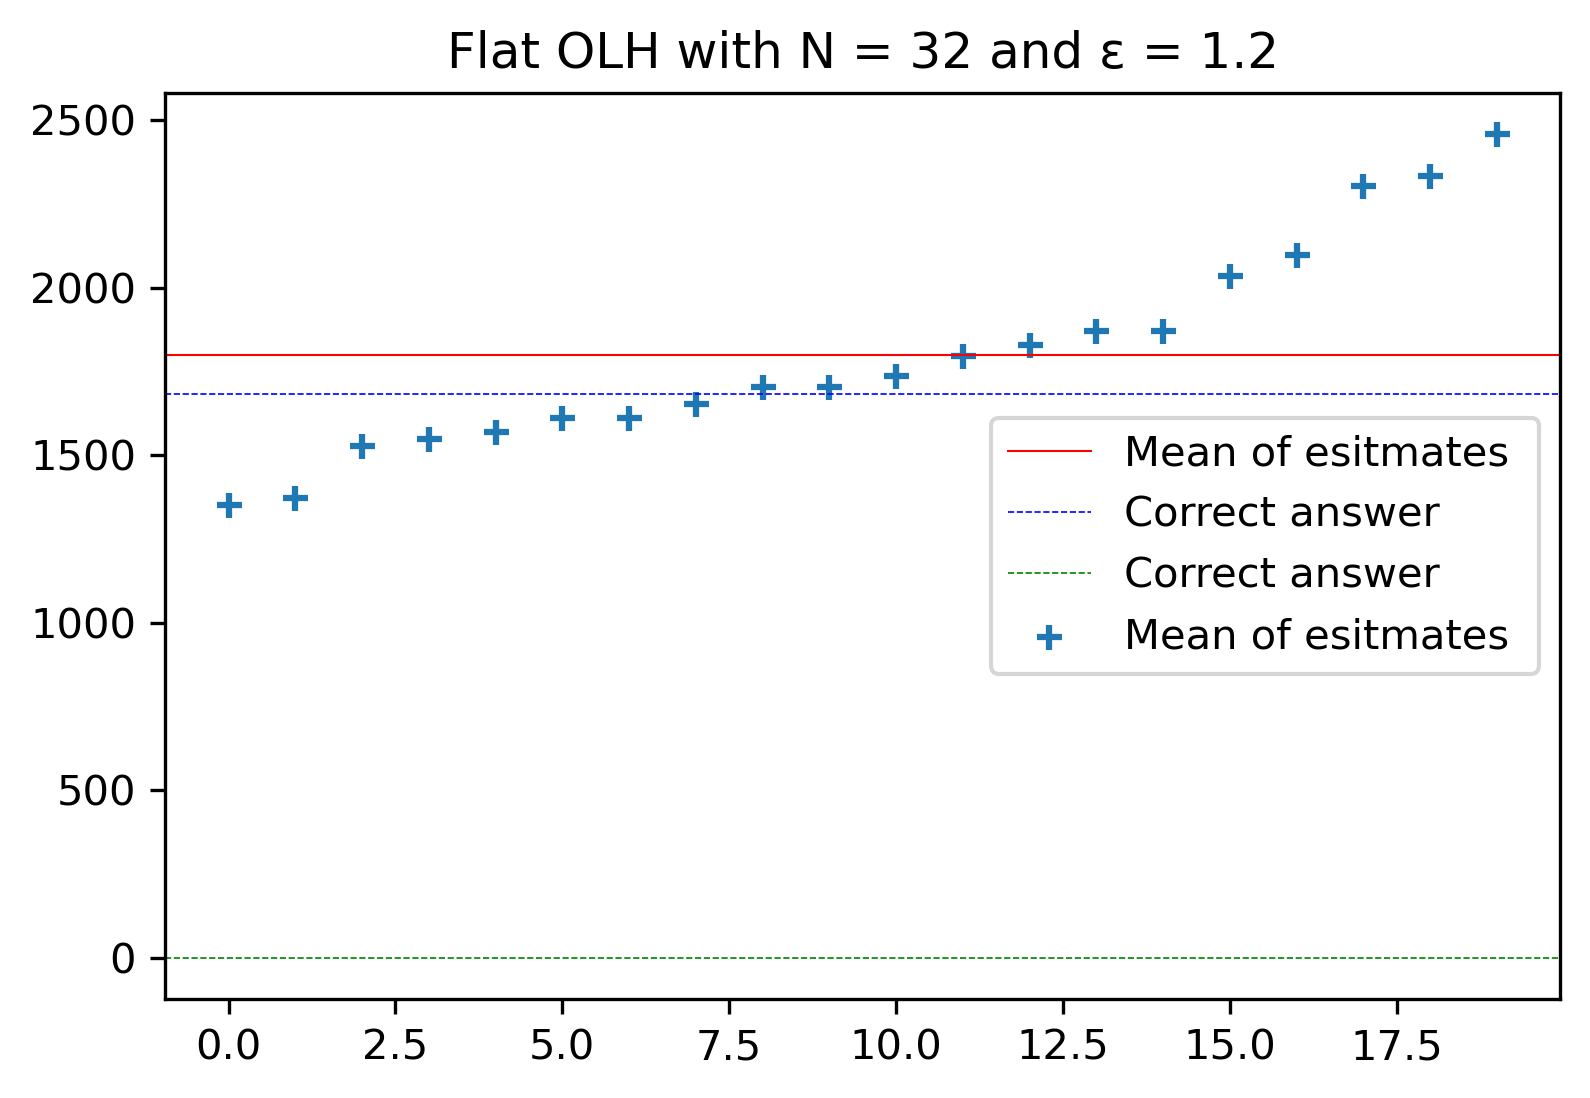 Flat OLH with N = 32 and ε = 1.2
2500
2000
1500
1000
500
0
Mean of esitmates
Correct answer
Correct answer
Mean of esitmates
0.0 2.5 5.0 7.5 10.0 12.5 15.0 17.5